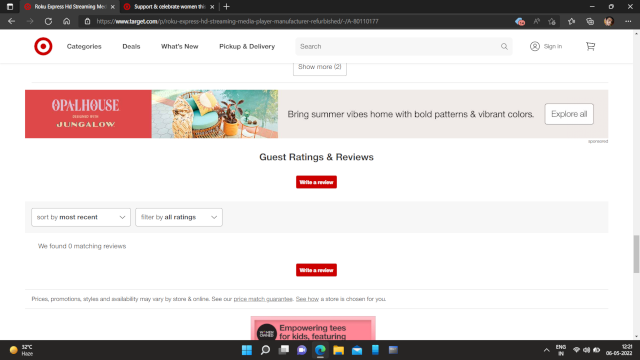 Roku Express Hd Streaming Med
Support & celebrate women thi
https://www.target.com/p/roku-express-hd-streaming-media-player-manufacturer-refurbished/-/A-80110177
Categories
Deals
What's New
Pickup & Delivery
Search
Sign in
Show more (2)
OPALHOUSE
JUNGALOW
Bring summer vibes home with bold patterns & vibrant colors.
Explore all
sponsored
Guest Ratings & Reviews
Write a review
sort by most recent
filter by all ratings
We found 0 matching reviews
Write a review
Prices, promotions, styles and availability may vary by store & online. See our price match guarantee. See how a store is chosen for you.
Empowering tees
for kids, featuring
32°C
Haze
ENG
IN
12:21
06-05-2022